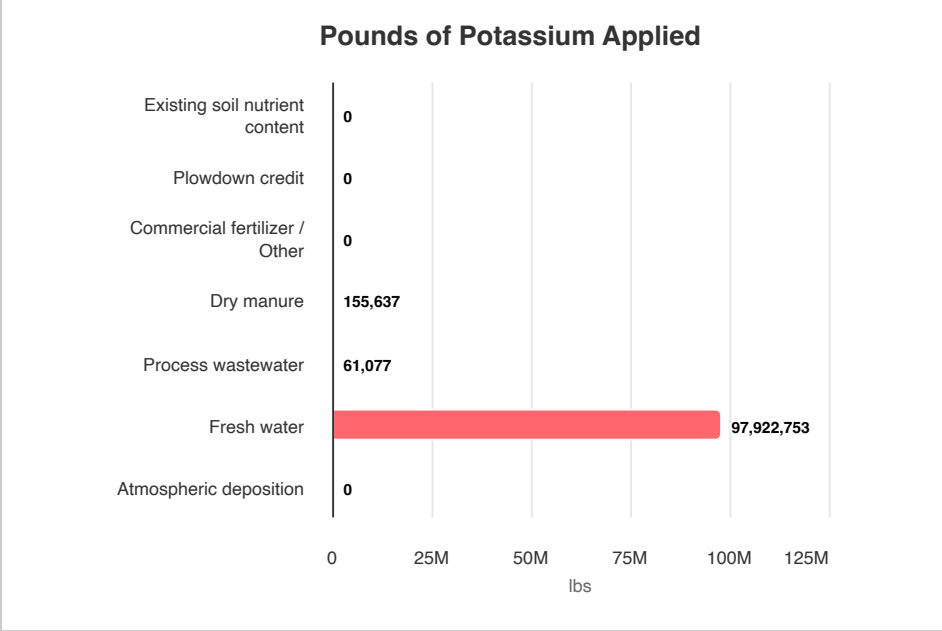 Pounds of Potassium Applied
Existing soil nutrient
content
0
Plowdown credit
0
Commercial fertilizer /
Other
0
Dry manure
155,637
Process wastewater
61,077
Fresh water
97,922,753
Atmospheric deposition
0
0 25M 50M 75M 100M 125M
lbs